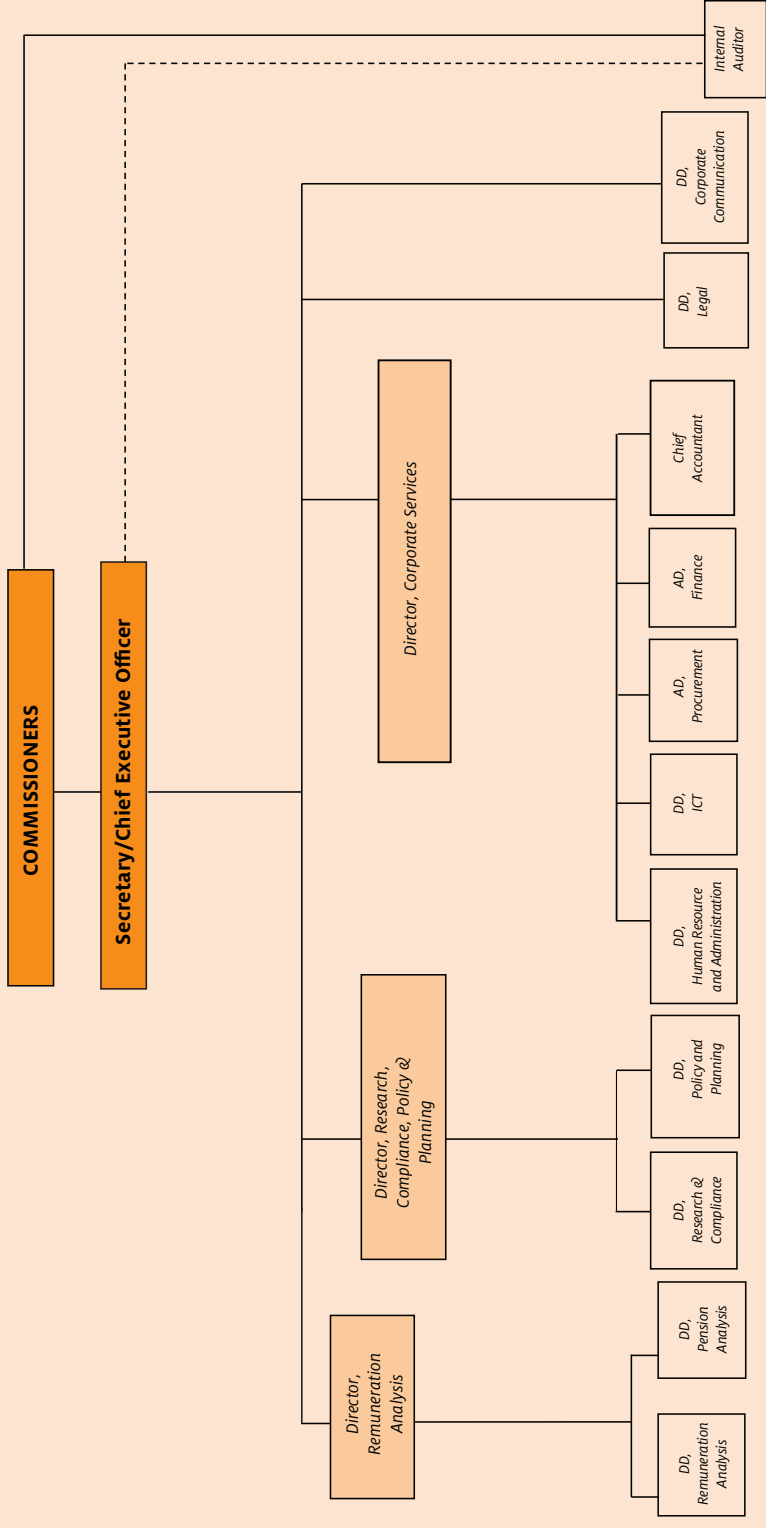 COMMISSIONERS
Secretary/Chief Executive Officer
Director,
Remuneration
Analysis
Director, Research,
Compliance, Policy &
Planning
Director, Corporate Services
DD,
Remuneration
Analysis
DD,
Pension
Analysis
DD,
Research &
Compliance
DD,
Policy and
Planning
DD,
Human Resource
and Administration
DD,
ICT
AD,
Procurement
AD,
Finance
Chief
Accountant
DD,
Legal
DD,
Corporate
Communication
Internal
Auditor